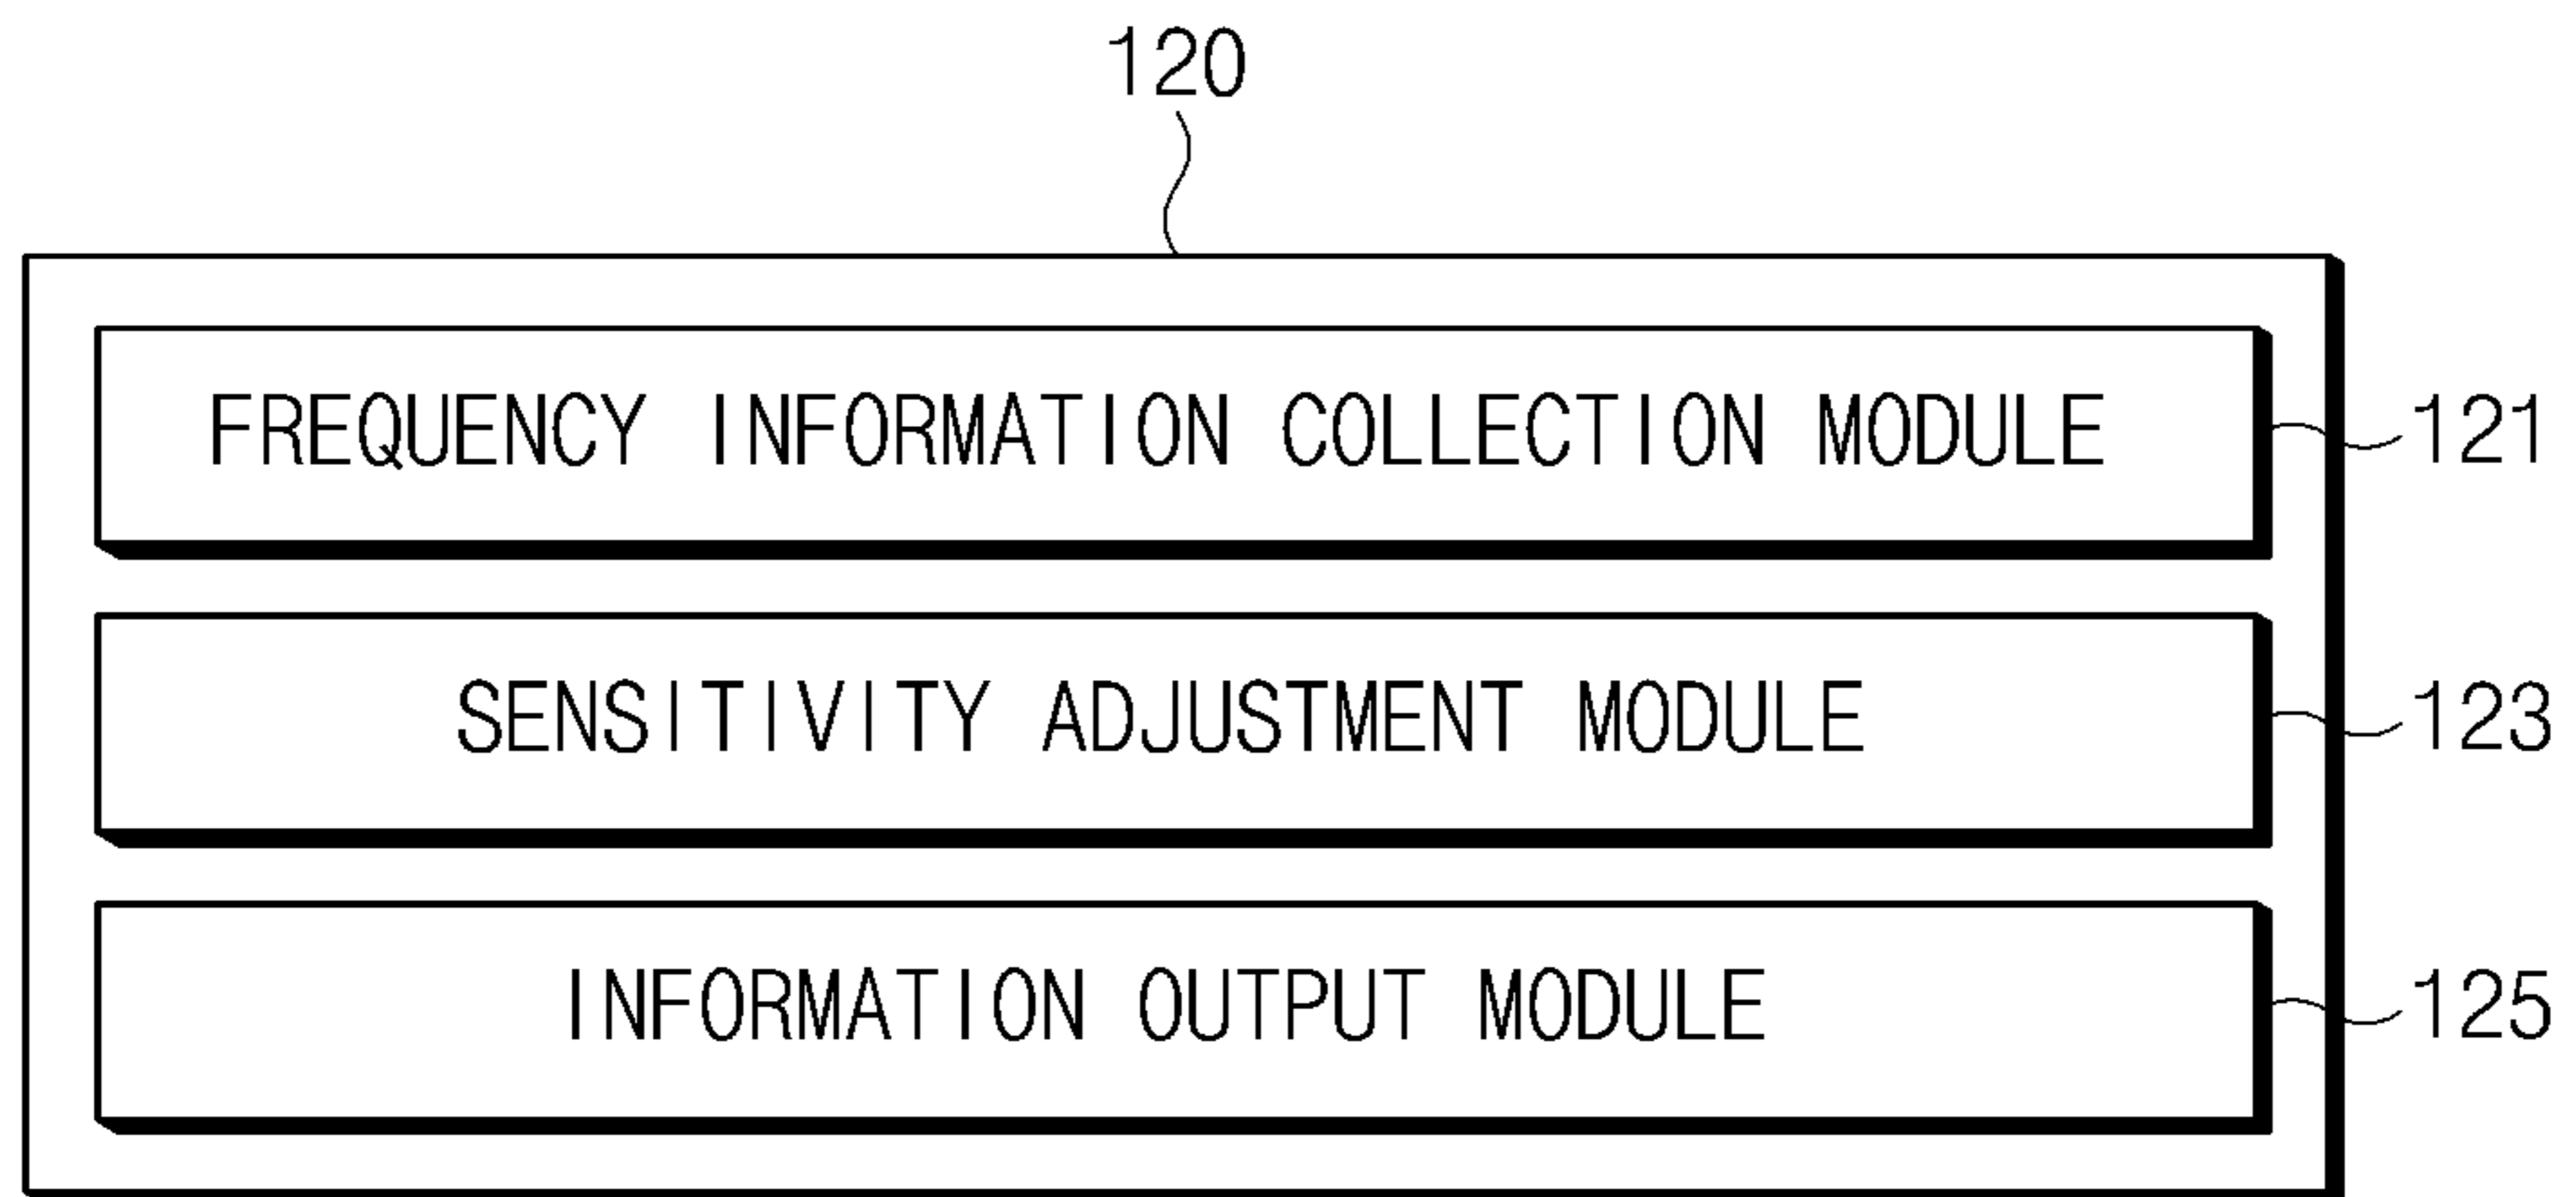 120
FREQUENCY INFORMATION COLLECTION MODULE
121
SENSITIVITY ADJUSTMENT MODULE
123
INFORMATION OUTPUT MODULE
125